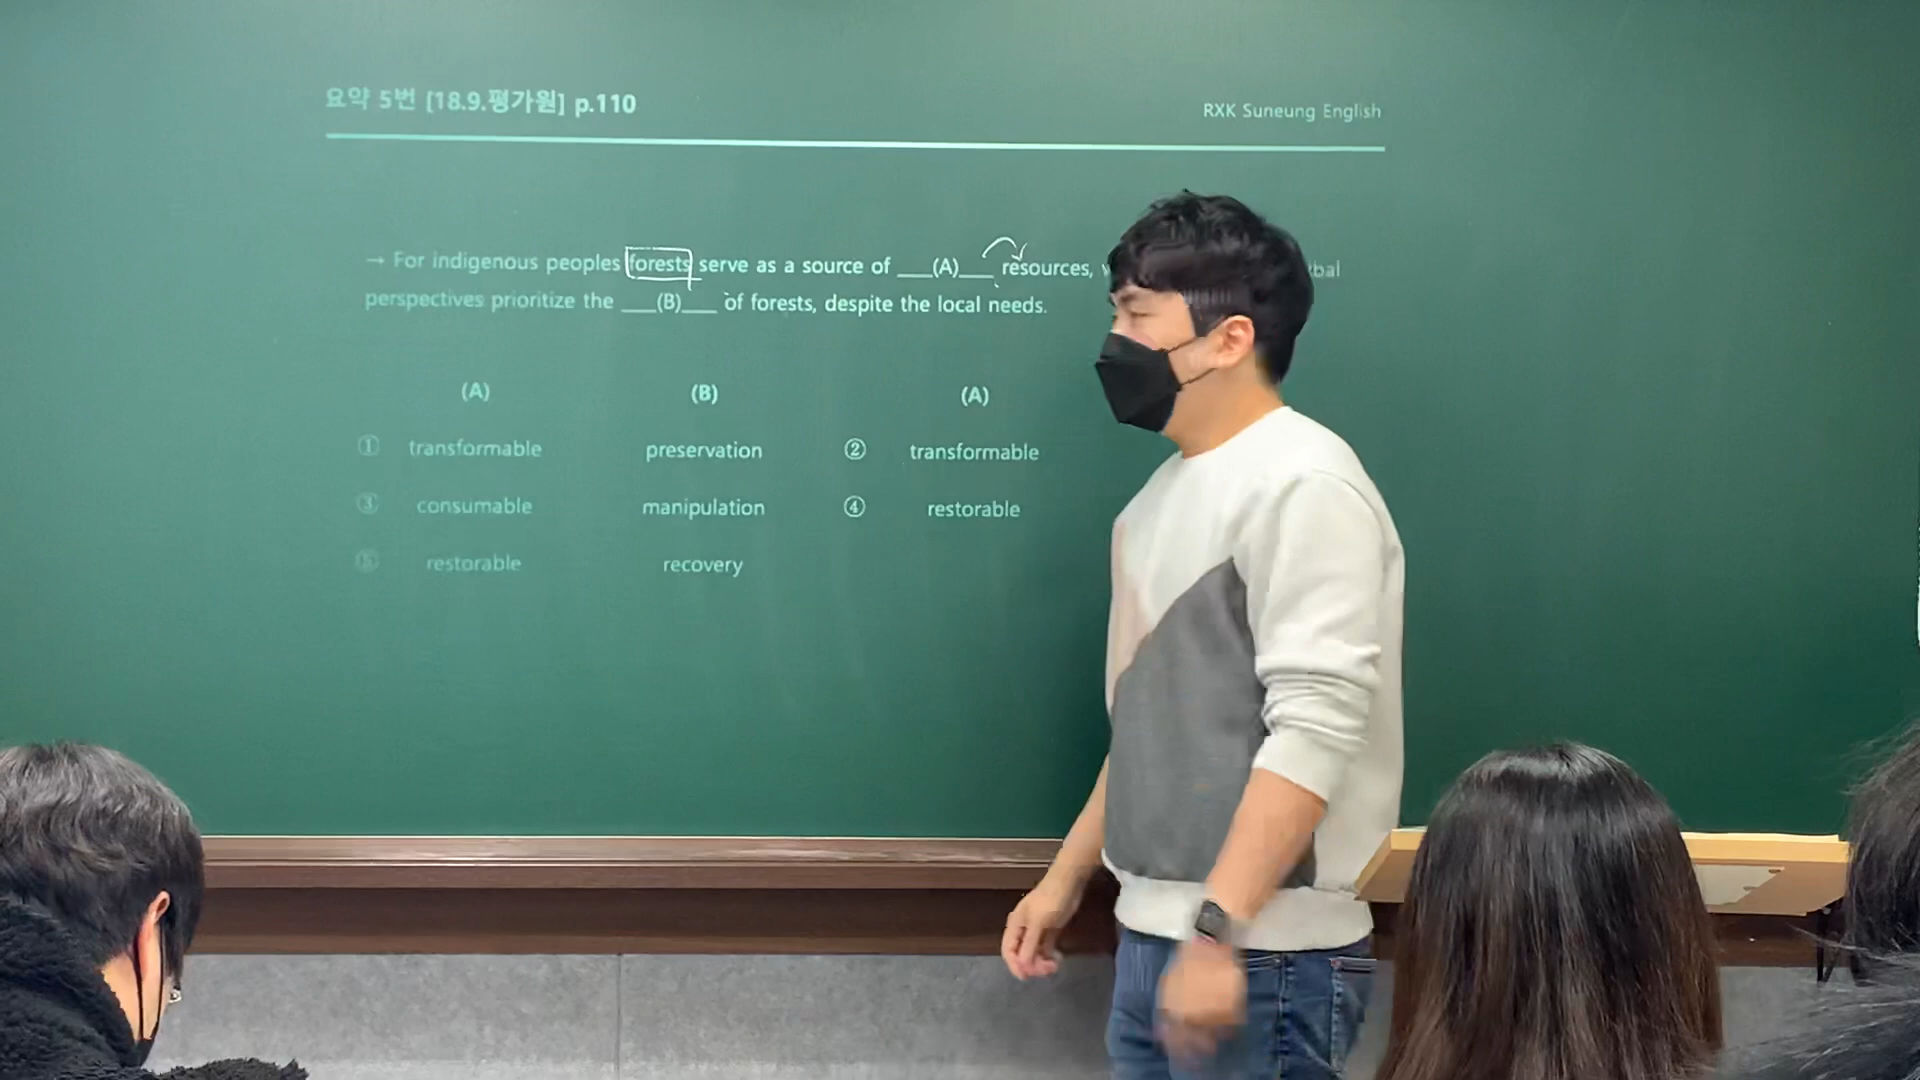 요약 5번 [18.9.평가원] p.110
RXK Suneung English
→ For indigenous peoples forests serve as a source of ___(A)___ resources,
perspectives prioritize the ___(B)___ of forests, despite the local needs.
(A) (B) (A)
① transformable preservation ② transformable
③ consumable manipulation ④ restorable
⑤ restorable recovery